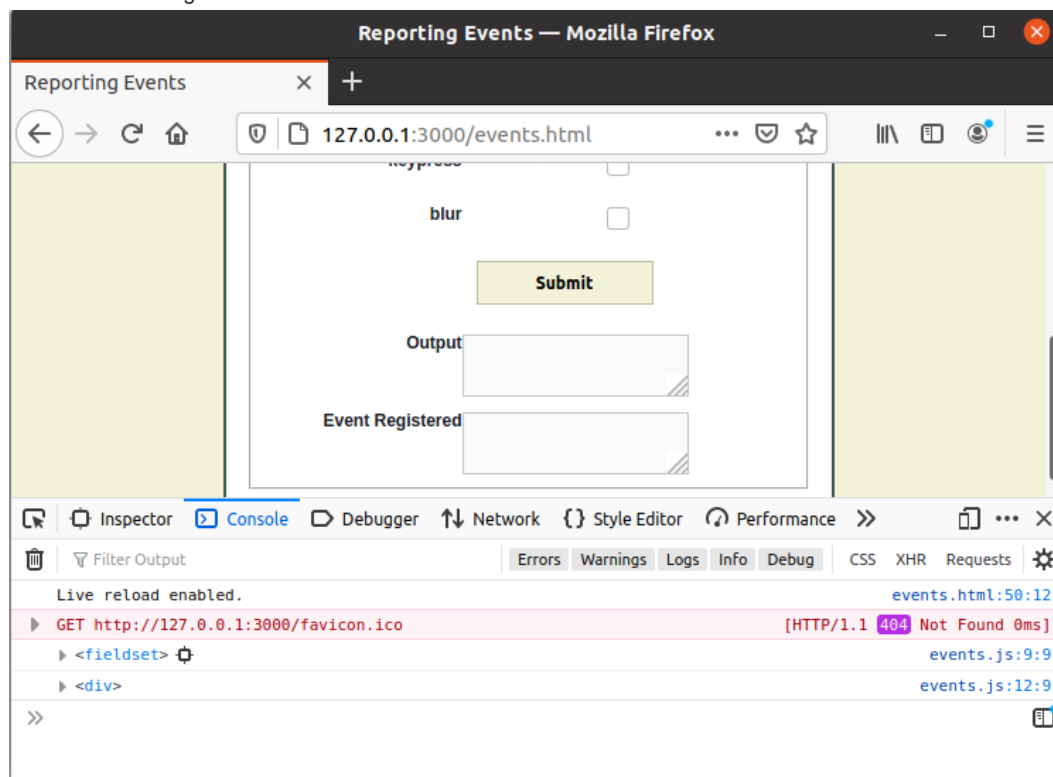 Reporting Events — Mozilla Firefox
Reporting Events
127.0.0.1:3000/events.html
keypress
blur
Submit
Output
Event Registered
Inspector Console Debugger Network {} Style Editor Performance
Filter Output Errors Warnings Logs Info Debug CSS XHR Requests
Live reload enabled. events.html:50:12
GET http://127.0.0.1:3000/favicon.ico [HTTP/1.1 404 Not Found 0ms]
<fieldset> events.js:9:9
<div> events.js:12:9